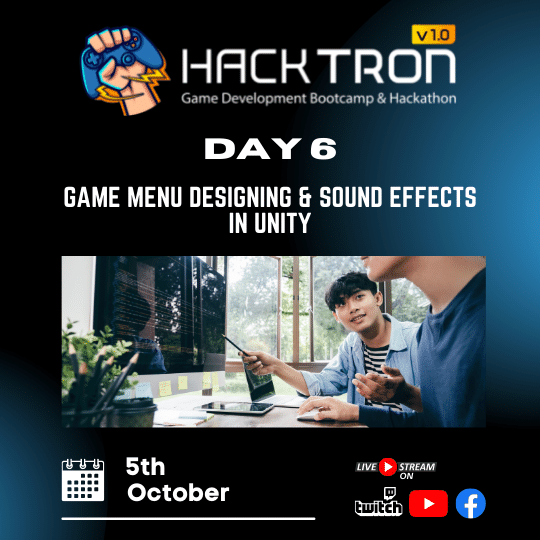 v 1.0
HACKTRON
Game Development Bootcamp & Hackathon
DAY 6
GAME MENU DESIGNING & SOUND EFFECTS
IN UNITY
5th
October
LIVE STREAM
ON
twitch